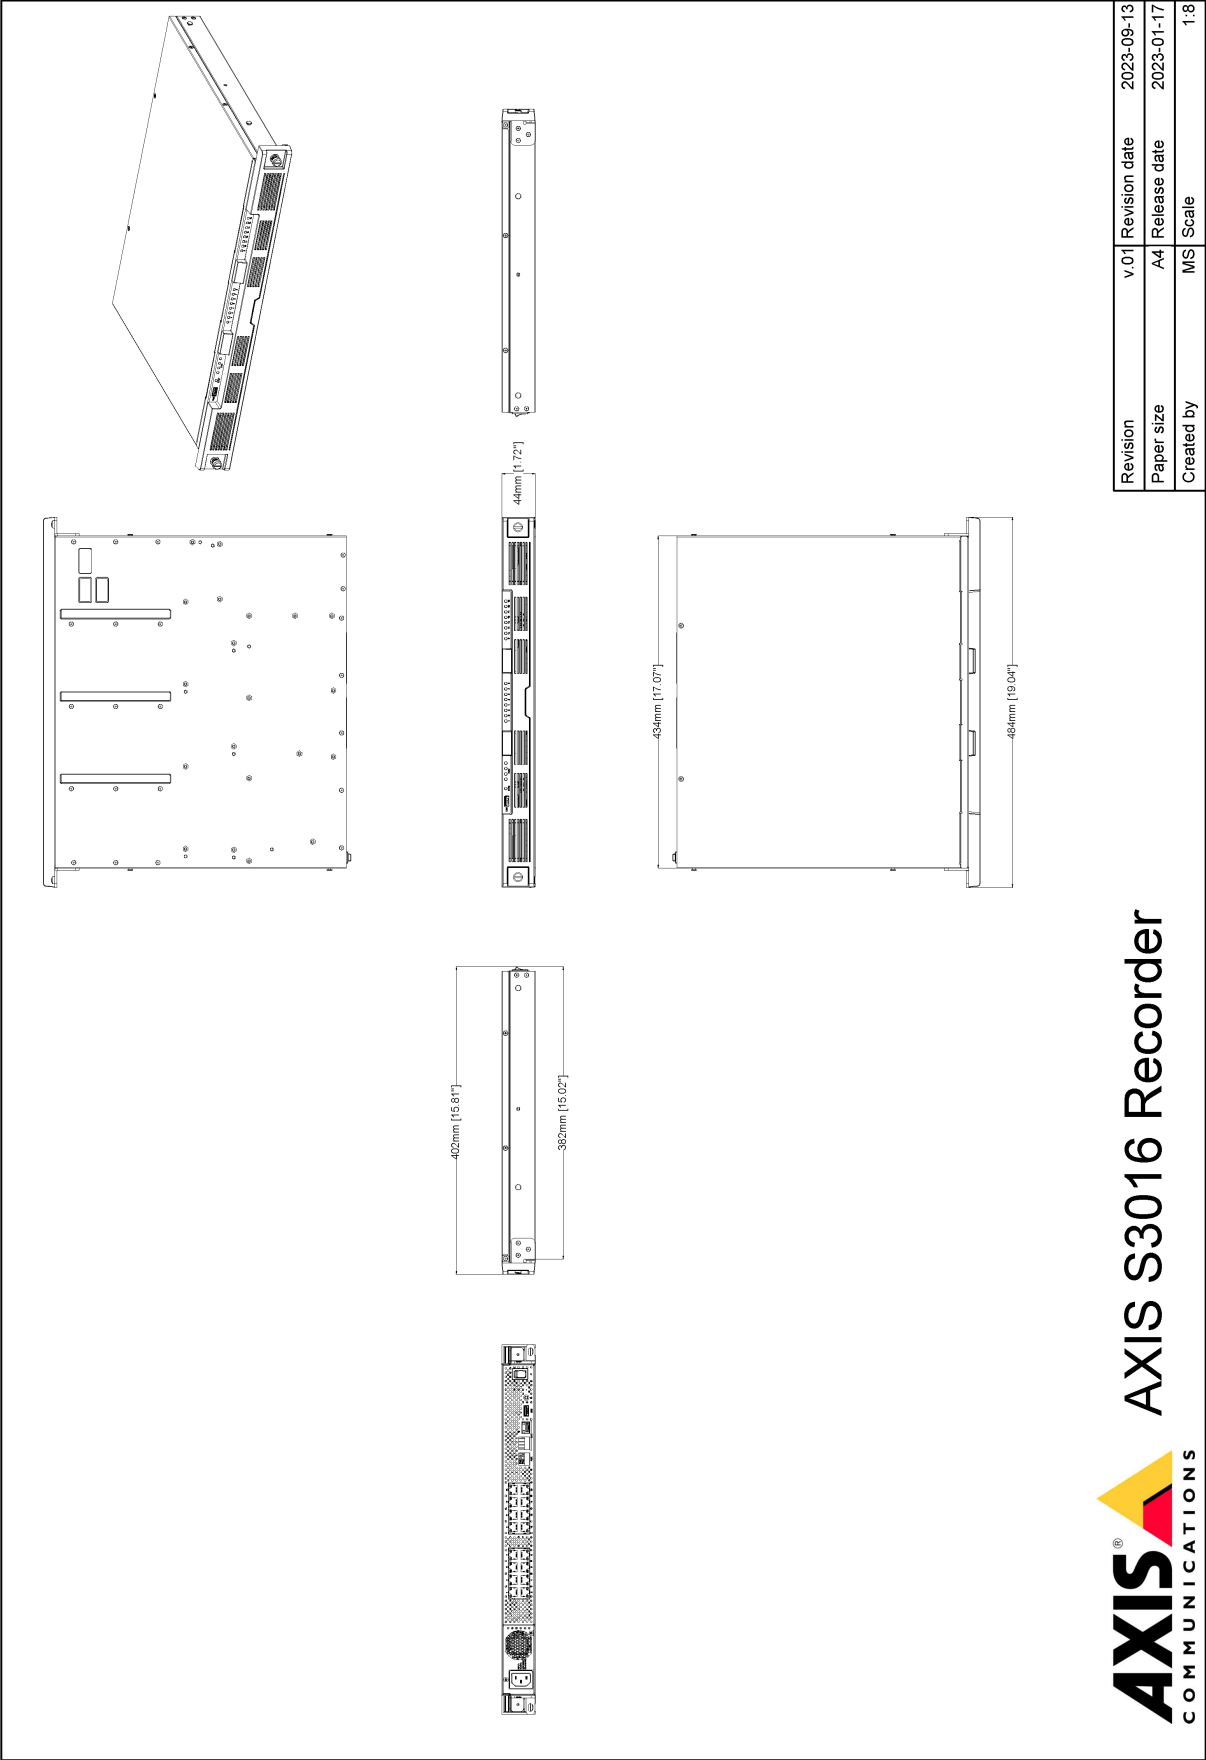 44mm [1.72"]
434mm [17.07"]
484mm [19.04"]
402mm [15.81"]
382mm [15.02"]
AXIS®
COMMUNICATIONS
AXIS S3016 Recorder
Revision v.01 Revision date 2023-09-13
Paper size A4 Release date 2023-01-17
Created by MS Scale 1:8